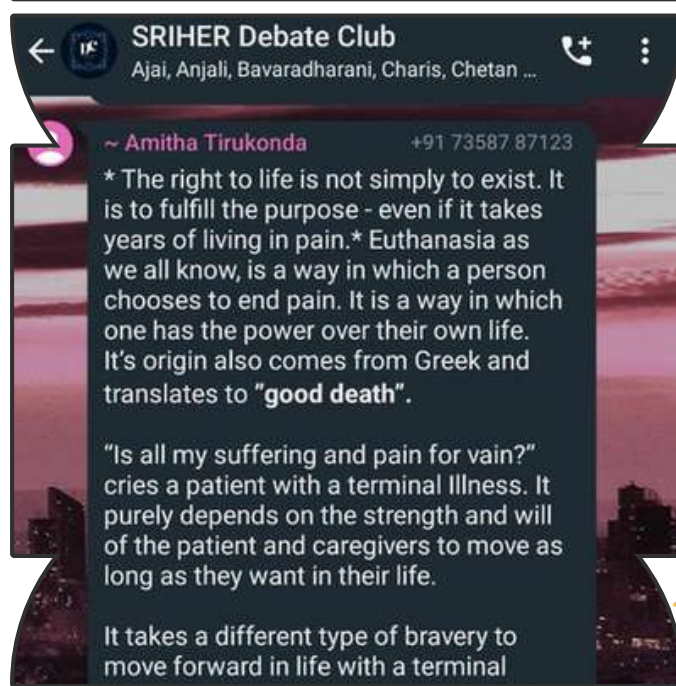 SRIHER Debate Club
Ajai, Anjali, Bavaradharani, Charis, Chetan ...
~ Amitha Tirukonda +91 73587 87123
* The right to life is not simply to exist. It
is to fulfill the purpose - even if it takes
years of living in pain.* Euthanasia as
we all know, is a way in which a person
chooses to end pain. It is a way in which
one has the power over their own life.
It's origin also comes from Greek and
translates to "good death".
“Is all my suffering and pain for vain?”
cries a patient with a terminal Illness. It
purely depends on the strength and will
of the patient and caregivers to move as
long as they want in their life.
It takes a different type of bravery to
move forward in life with a terminal